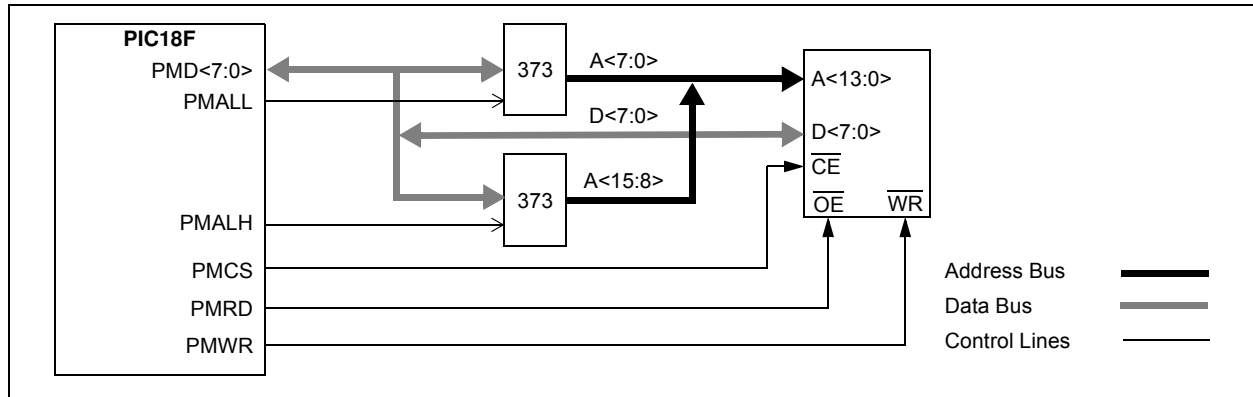 PIC18F
PMD<7:0>
PMALL
373
A<7:0>
A<13:0>
D<7:0>
D<7:0>
CE
373
A<15:8>
OE WR
PMALH
PMCS
PMRD
PMWR
Address Bus
Data Bus
Control Lines